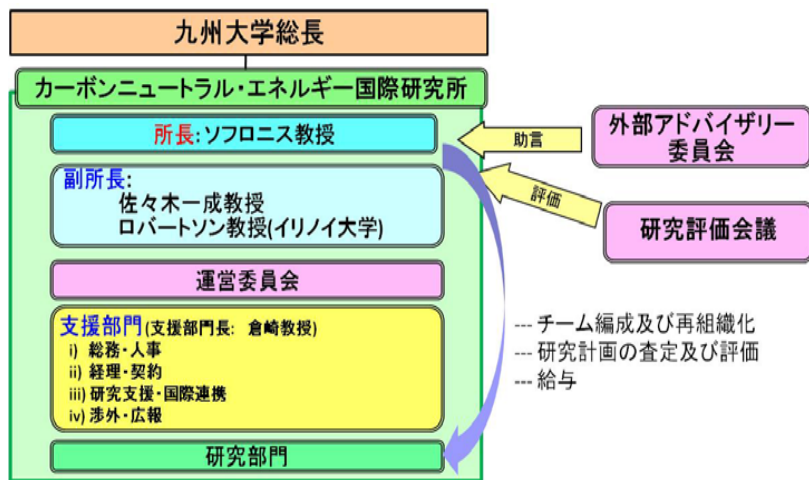 九州大学総長
カーボンニュートラル・エネルギー国際研究所
所長: ソフロニス教授
助言
外部アドバイザリー
委員会
副所長:
佐々木一成教授
ロバートソン教授(イリノイ大学)
評価
研究評価会議
運営委員会
支援部門 (支援部門長: 倉崎教授)
i) 総務・人事
ii) 経理・契約
iii) 研究支援・国際連携
iv) 渉外・広報
--- チーム編成及び再組織化
--- 研究計画の査定及び評価
--- 給与
研究部門